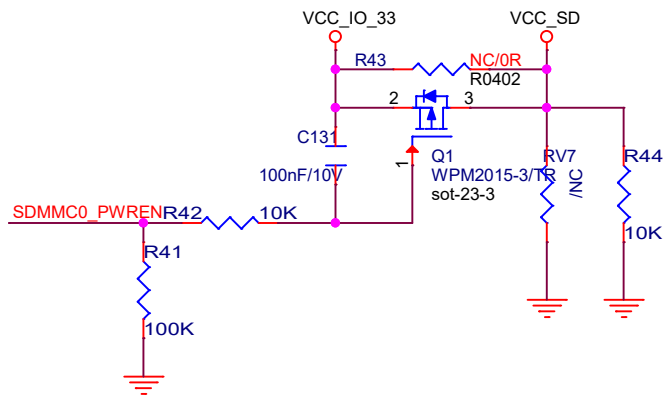 VCC_IO_33
VCC_SD
R43
NC/0R
R0402
2
3
C131
100nF/10V
1
Q1
WPM2015-3/TR
sot-23-3
RV7
/NC
R44
10K
SDMMC0_PWREN
R42
10K
R41
100K